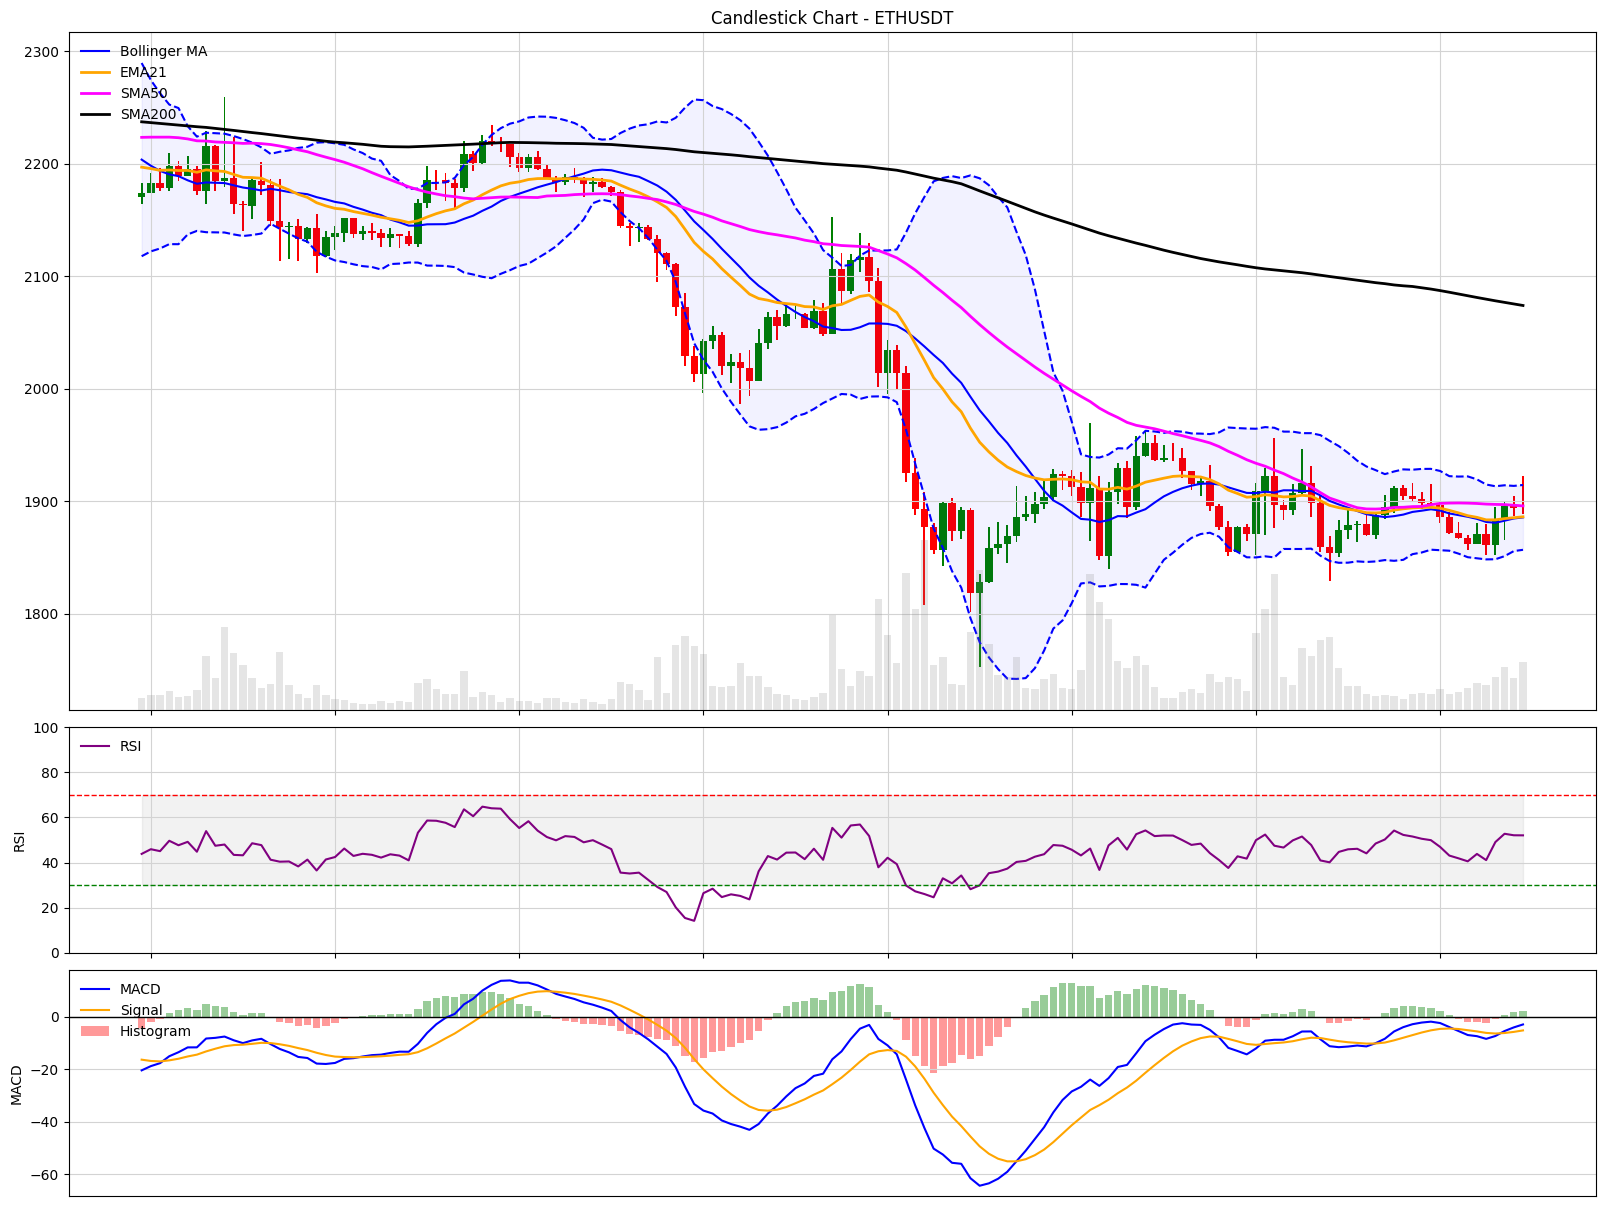 Candlestick Chart - ETHUSDT
Bollinger MA
EMA21
SMA50
SMA200
2300
2200
2100
2000
1900
1800
RSI
100
80
60
40
20
0
RSI
MACD
Signal
Histogram
0
−20
−40
−60
MACD